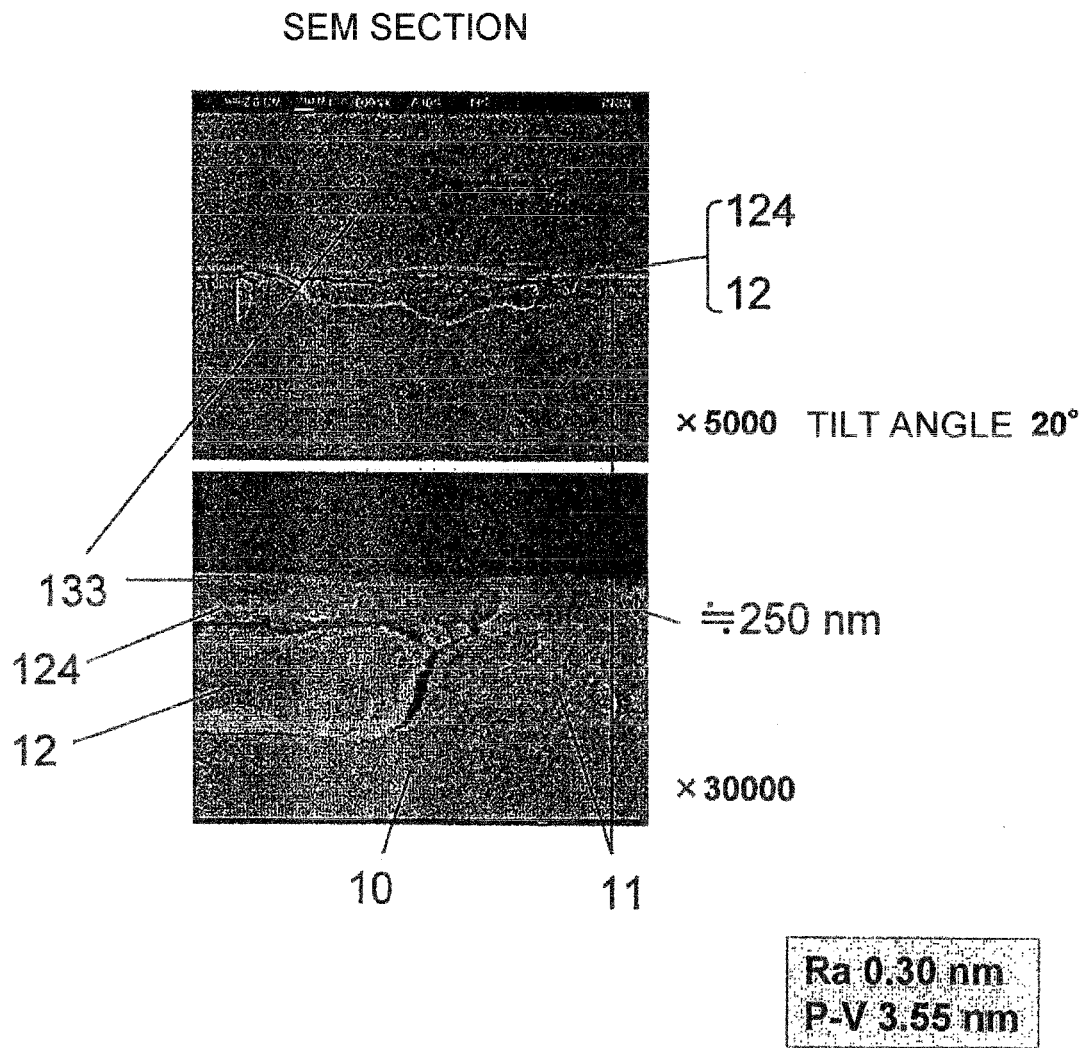 SEM SECTION
124
12
×5000 TILT ANGLE 20°
133
124
12
≒250 nm
×30000
10
11
Ra 0.30 nm
P-V 3.55 nm